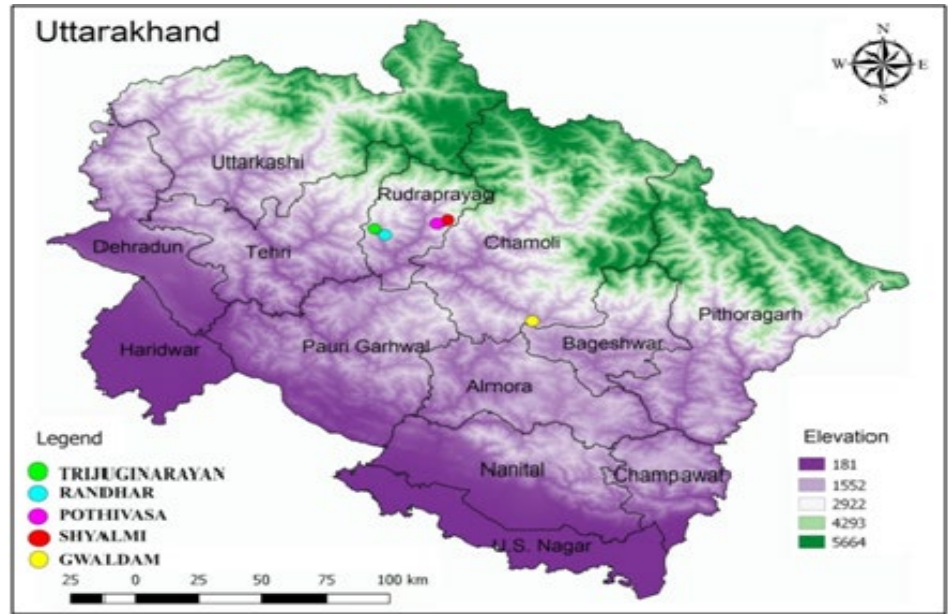 Uttarakhand
N
W E
S
Uttarkashi
Rudraprayag
Dehradun
Tehri
Chamoli
Pithoragarh
Haridwar
Pauri Garhwal
Bageshwar
Almora
Nanital
Champawat
U.S. Nagar
Legend
TRIJUGINARAYAN
RANDHAR
POTHIVASA
SHYALMI
GWALDAM
25 0 25 50 75 100 km
Elevation
181
1552
2922
4293
5664